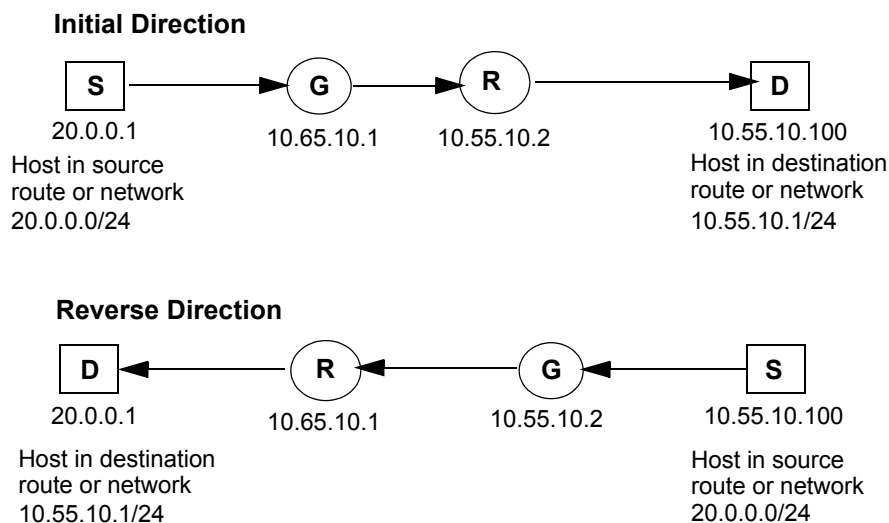 Initial Direction
S G R D
20.0.0.1 10.65.10.1 10.55.10.2 10.55.10.100
Host in source
route or network
20.0.0.0/24
Host in destination
route or network
10.55.10.1/24
Reverse Direction
D R G S
20.0.0.1 10.65.10.1 10.55.10.2 10.55.10.100
Host in destination
route or network
10.55.10.1/24
Host in source
route or network
20.0.0.0/24